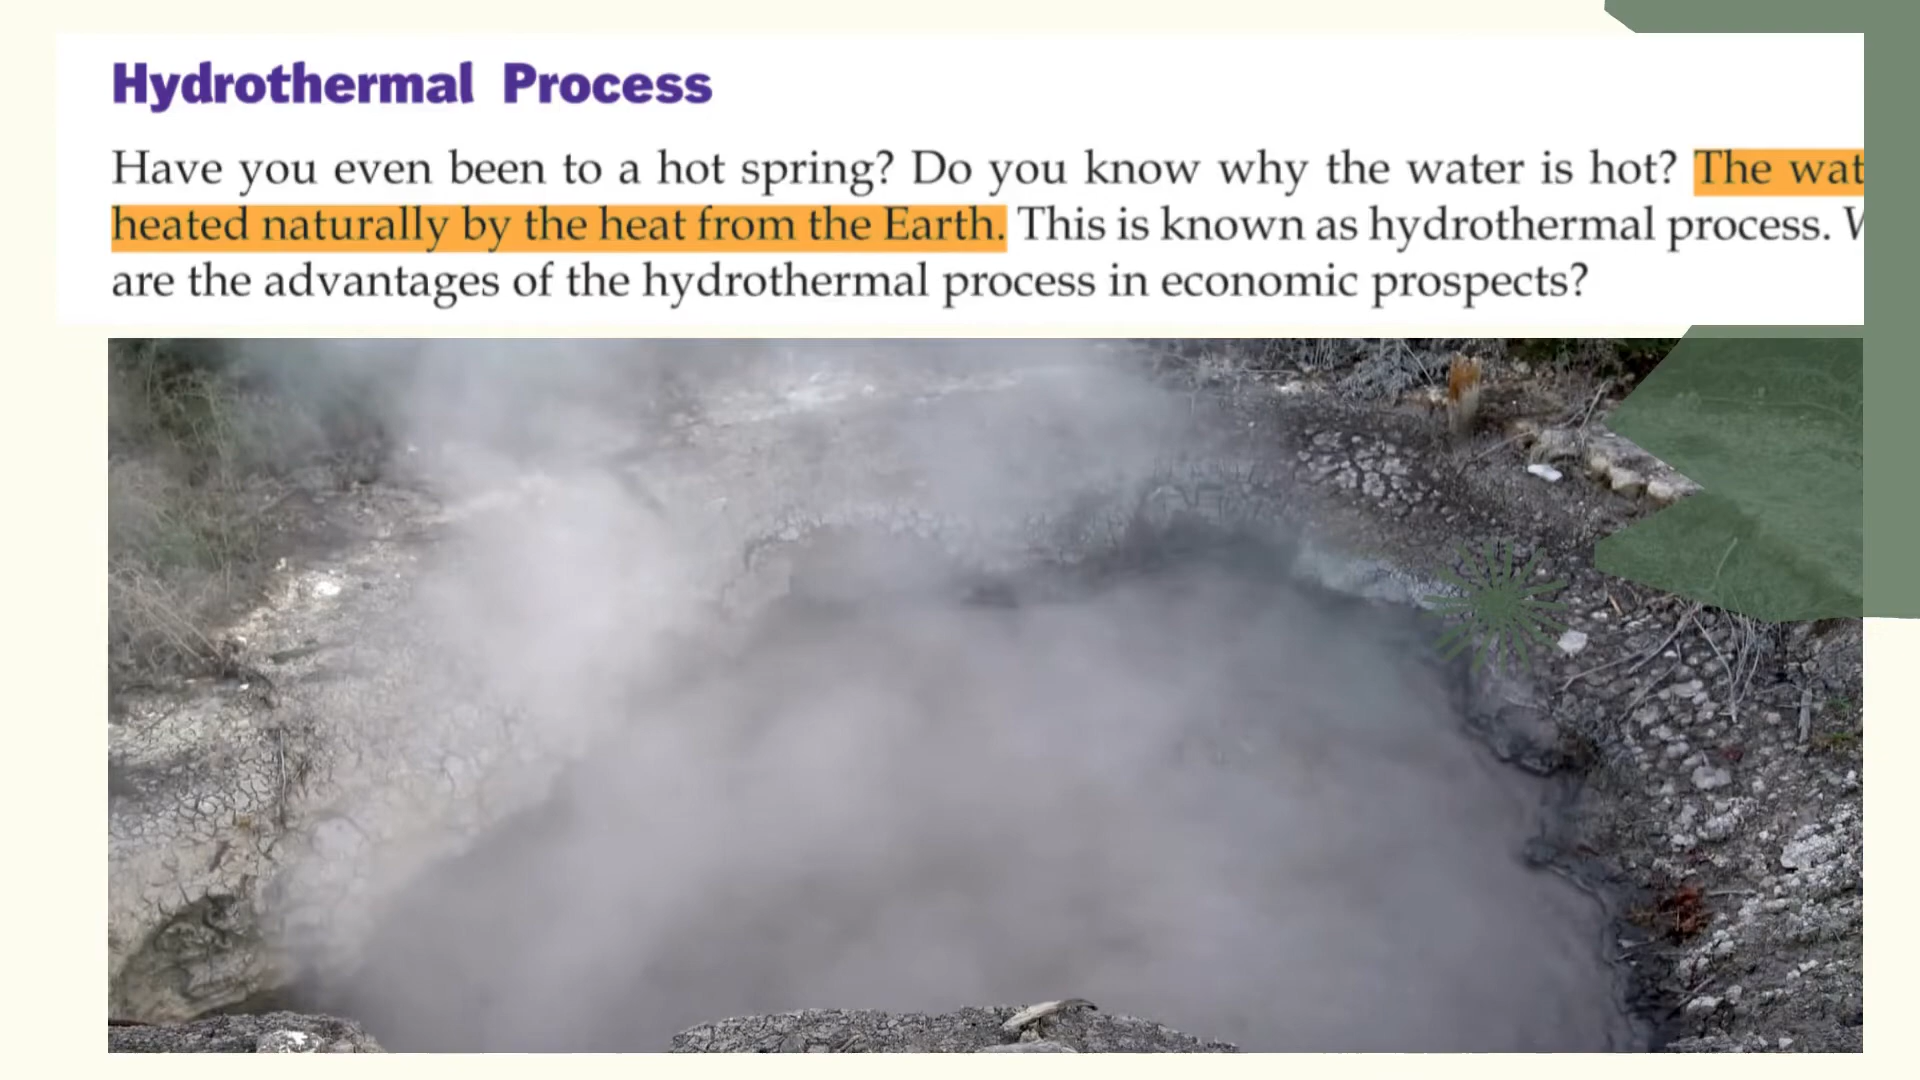 Hydrothermal Process
Have you even been to a hot spring? Do you know why the water is hot? The
heated naturally by the heat from the Earth. This is known as hydrothermal process.
are the advantages of the hydrothermal process in economic prospects?